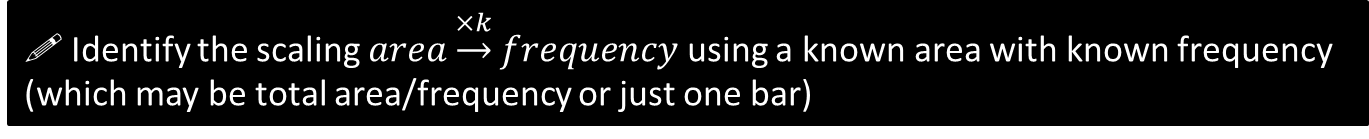 ✏ Identify the scaling area \xrightarrow{×k} frequency using a known area with known frequency
(which may be total area/frequency or just one bar)